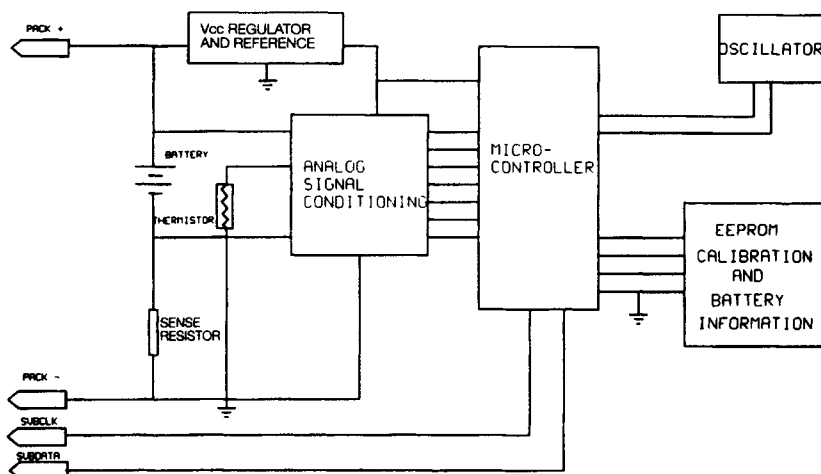 PACK +
Vcc REGULATOR
AND REFERENCE
OSCILLATOR
BATTERY
ANALOG
SIGNAL
CONDITIONING
MICRO-
CONTROLLER
THERMISTOR
EEPROM
CALIBRATION
AND
BATTERY
INFORMATION
SENSE
RESISTOR
PACK -
SUBCLK
SUBDATA